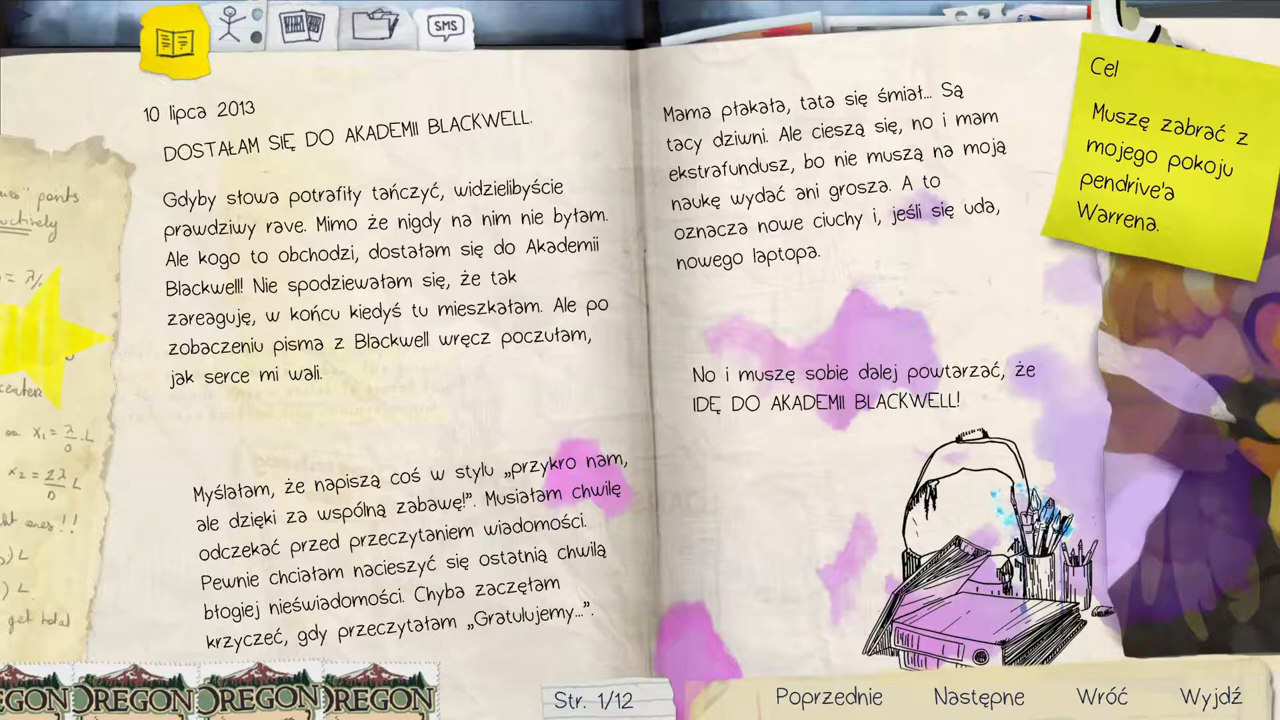 SMS
10 lipca 2013
DOSTAŁAM SIĘ DO AKADEMII BLACKWELL.
Gdyby słowa potrafiły tańczyć, widzielibyście
prawdziwy rave. Mimo że nigdy na nim nie byłam.
Ale kogo to obchodzi, dostałam się do Akademii
Blackwell! Nie spodziewałam się, że tak
zareaguję, w końcu kiedyś tu mieszkałam. Ale po
zobaczeniu pisma z Blackwell wręcz poczułam,
jak serce mi wali.
Myślałam, że napiszą coś w stylu „przykro nam,
ale dzięki za wspólną zabawę!”. Musiałam chwilę
odczekać przed przeczytaniem wiadomości.
Pewnie chciałam nacieszyć się ostatnią chwilą
błogiej nieświadomości. Chyba zaczęłam
krzyczeć, gdy przeczytałam „Gratulujemy...”.
Mama płakała, tata się śmiał... Są
tacy dziwni. Ale cieszą się, no i mam
ekstrafundusz, bo nie muszą na moją
naukę wydać ani grosza. A to
oznacza nowe ciuchy i, jeśli się uda,
nowego laptopa.
No i muszę sobie dalej powtarzać, że
IDĘ DO AKADEMII BLACKWELL!
Cel
Muszę zabrać z
mojego pokoju
pendrive'a
Warrena.
points
= λ/
X₁ = λ/D .L
x₂ = 2λ/D L
) L
) L
get total
EGON
OREGON
OREGON
OREGON
Str. 1/12
Poprzednie
Następne
Wróć
Wyjdź